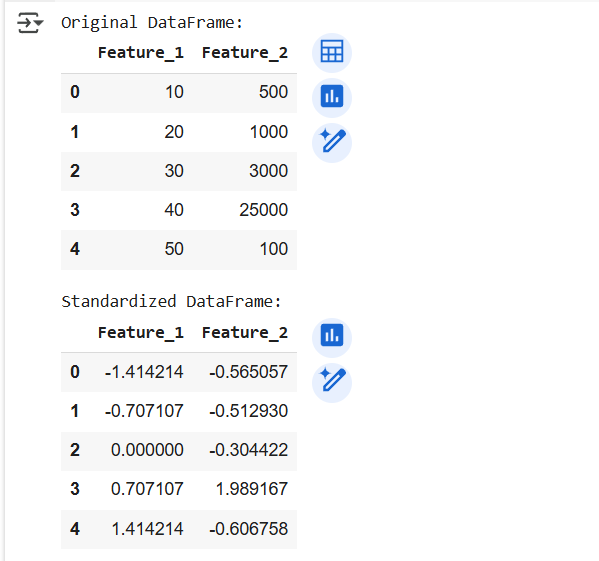 Original DataFrame:
Feature_1 Feature_2
0 10 500
1 20 1000
2 30 3000
3 40 25000
4 50 100
Standardized DataFrame:
Feature_1 Feature_2
0 -1.414214 -0.565057
1 -0.707107 -0.512930
2 0.000000 -0.304422
3 0.707107 1.989167
4 1.414214 -0.606758